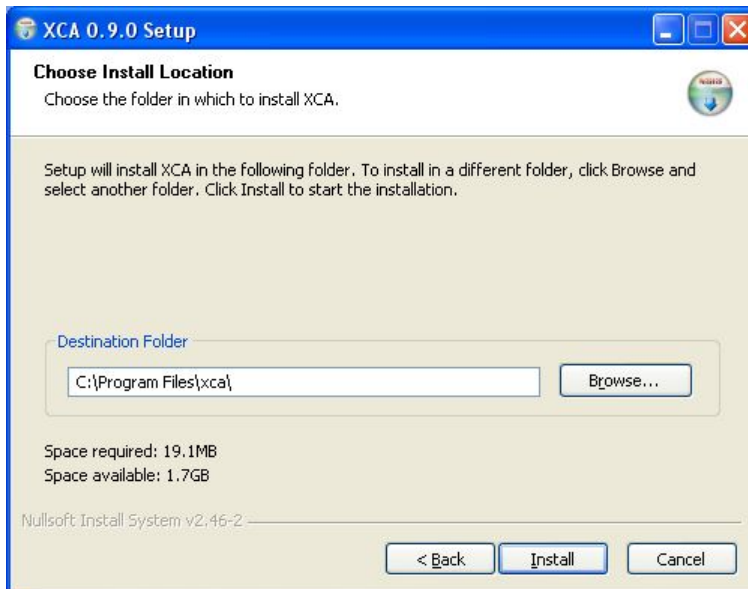 XCA 0.9.0 Setup
Choose Install Location
Choose the folder in which to install XCA.
Setup will install XCA in the following folder. To install in a different folder, click Browse and
select another folder. Click Install to start the installation.
Destination Folder
C:\Program Files\xca\
Browse...
Space required: 19.1MB
Space available: 1.7GB
Nullsoft Install System v2.46-2
< Back
Install
Cancel